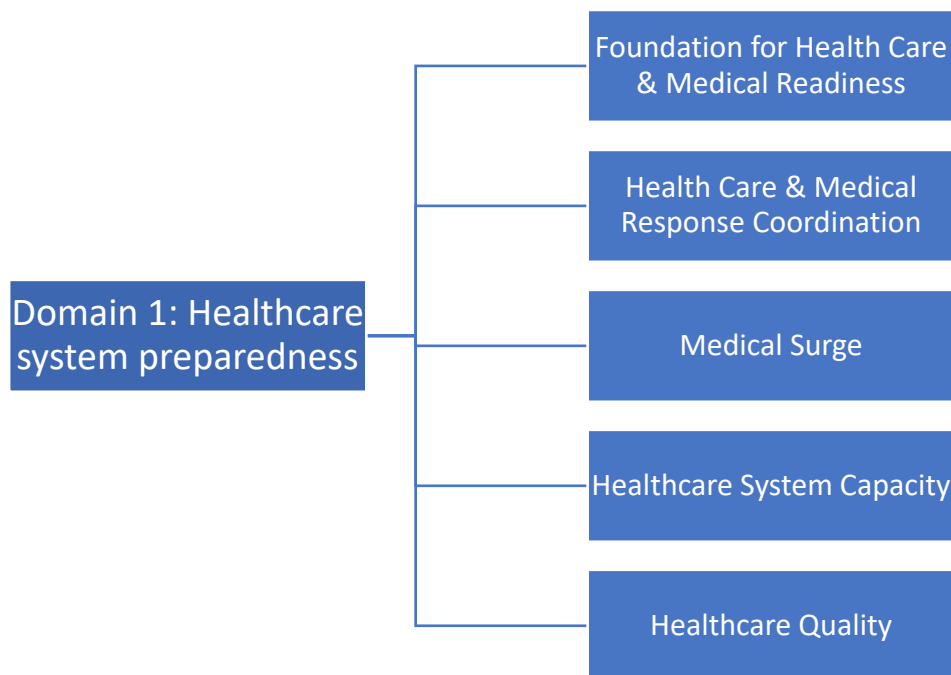 Foundation for Health Care
& Medical Readiness
Health Care & Medical
Response Coordination
Domain 1: Healthcare
system preparedness
Medical Surge
Healthcare System Capacity
Healthcare Quality